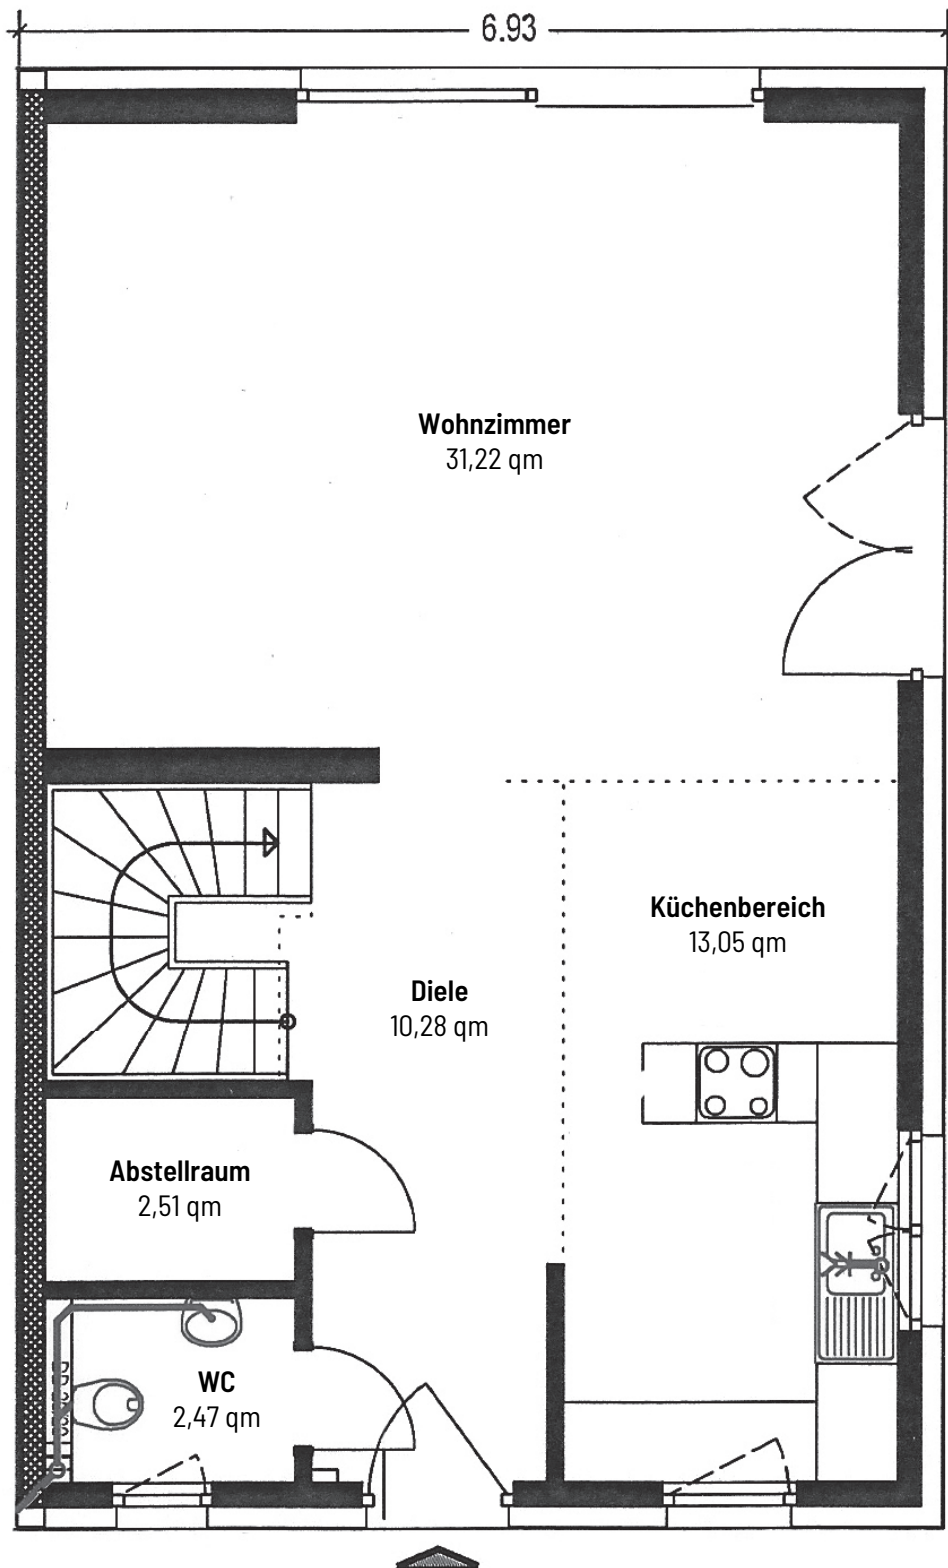 6.93
Wohnzimmer
31,22 qm
Küchenbereich
13,05 qm
Diele
10,28 qm
Abstellraum
2,51 qm
WC
2,47 qm